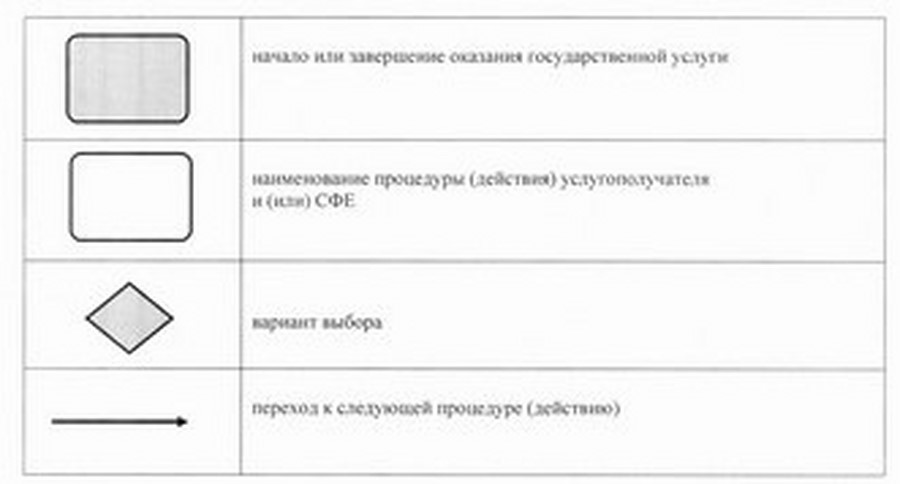 начало или завершение оказания государственной услуги
наименование процедуры (действия) услугополучателя
и (или) СФЕ
вариант выбора
переход к следующей процедуре (действию)